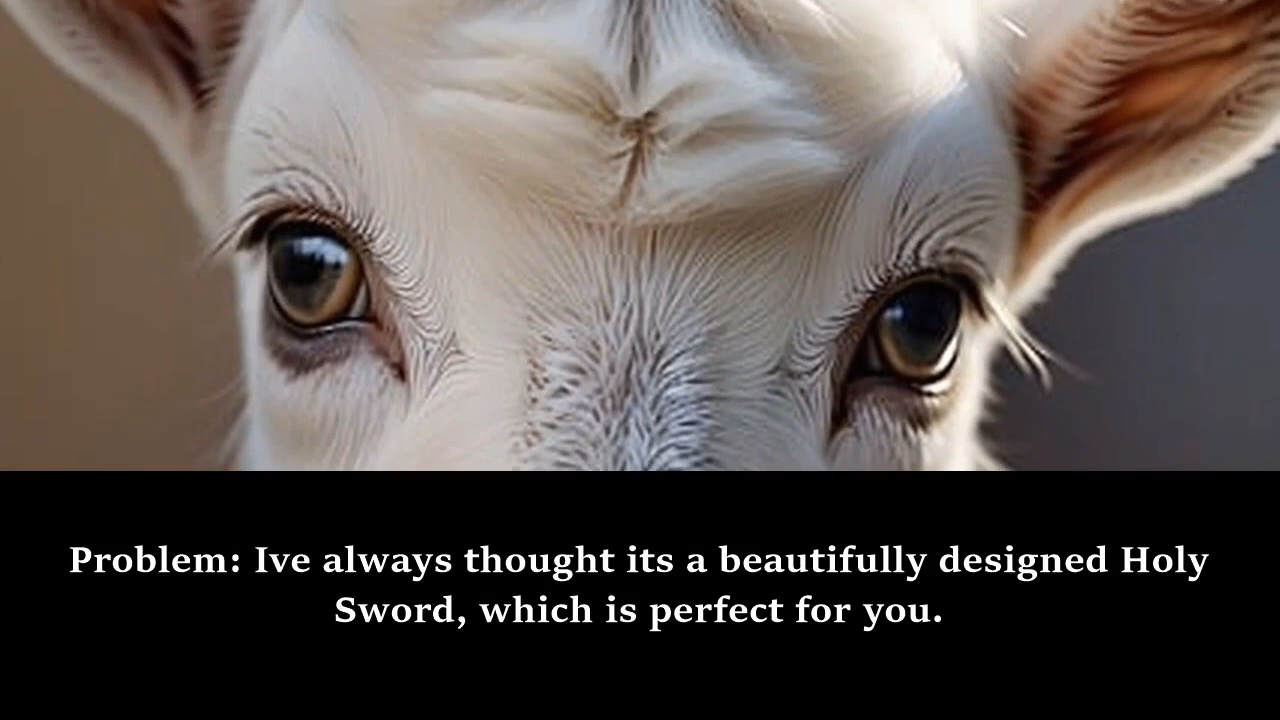 Problem: Ive always thought its a beautifully designed Holy
Sword, which is perfect for you.